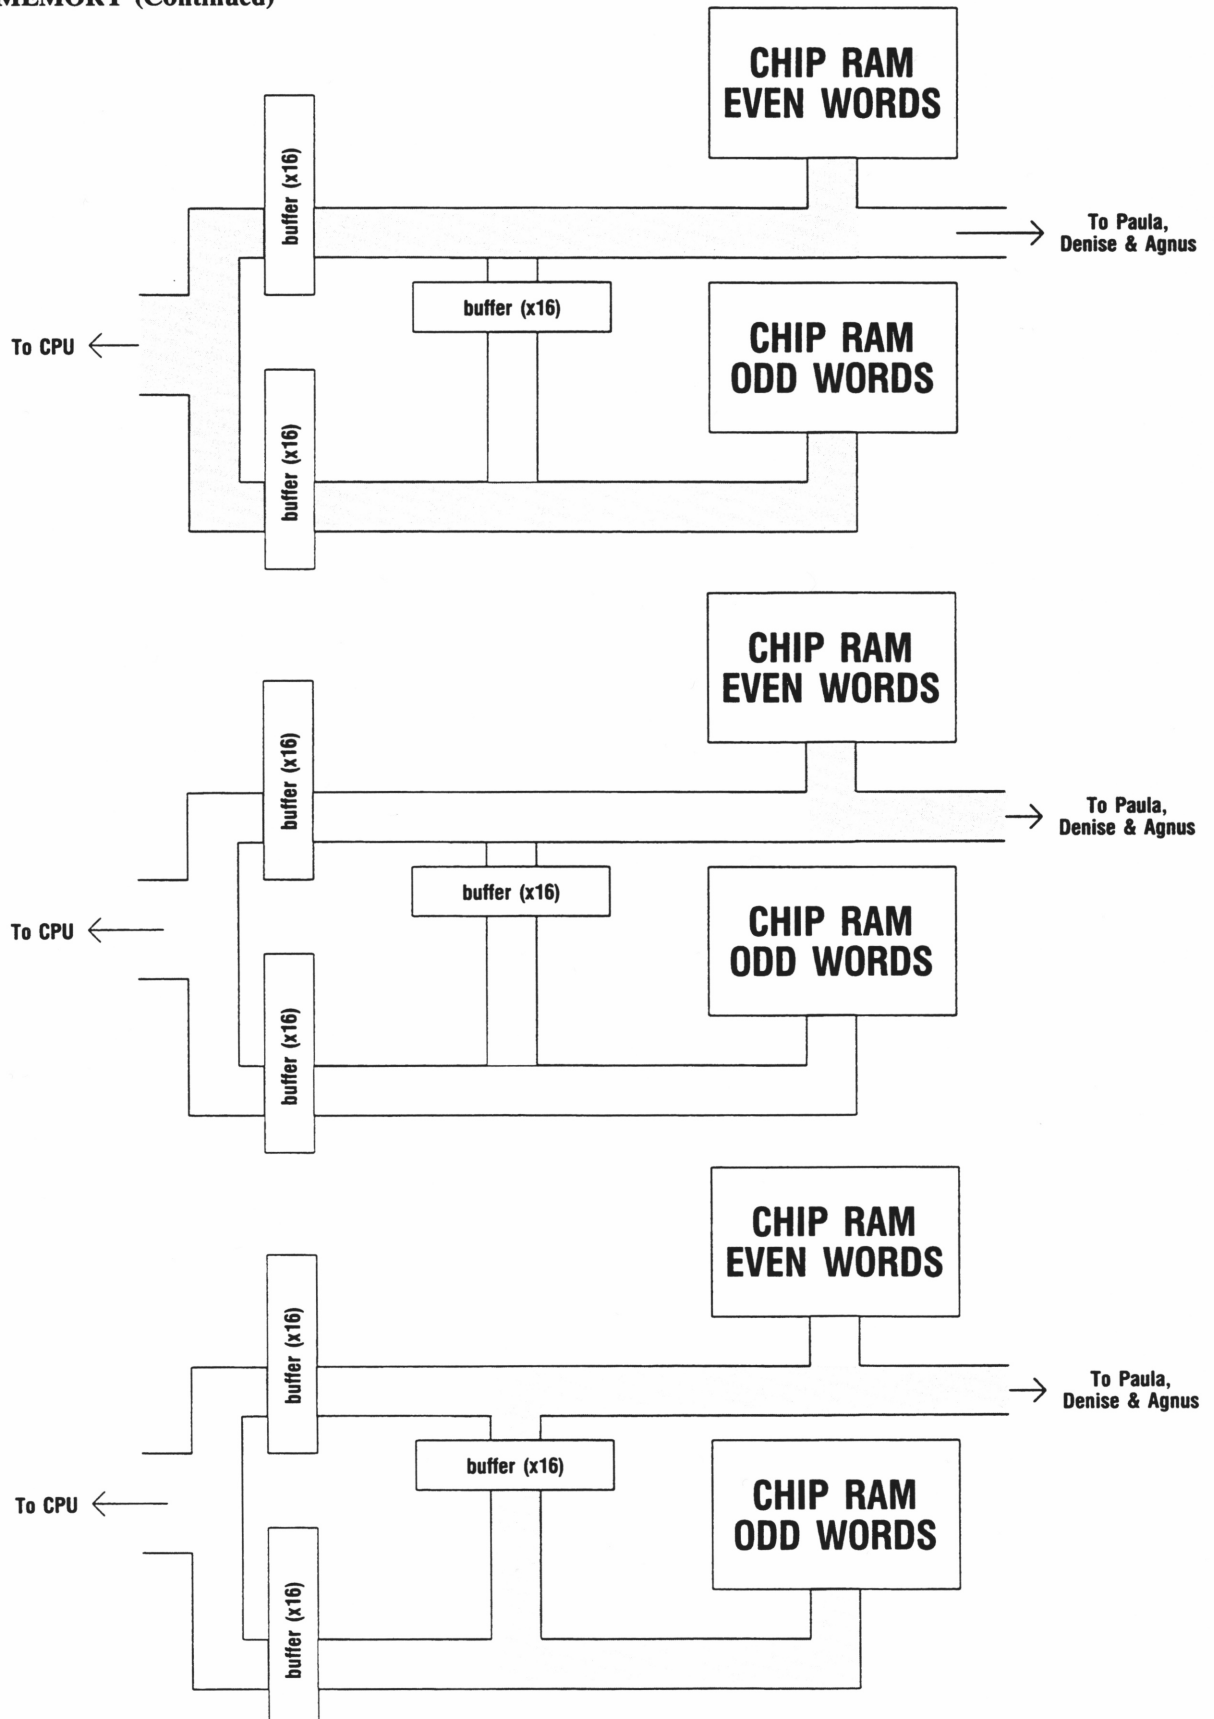 MEMORY (Continued)
CHIP RAM
EVEN WORDS
buffer (x16)
To Paula,
Denise & Agnus
buffer (x16)
CHIP RAM
ODD WORDS
To CPU
buffer (x16)
CHIP RAM
EVEN WORDS
buffer (x16)
To Paula,
Denise & Agnus
buffer (x16)
CHIP RAM
ODD WORDS
To CPU
buffer (x16)
CHIP RAM
EVEN WORDS
buffer (x16)
To Paula,
Denise & Agnus
buffer (x16)
CHIP RAM
ODD WORDS
To CPU
buffer (x16)